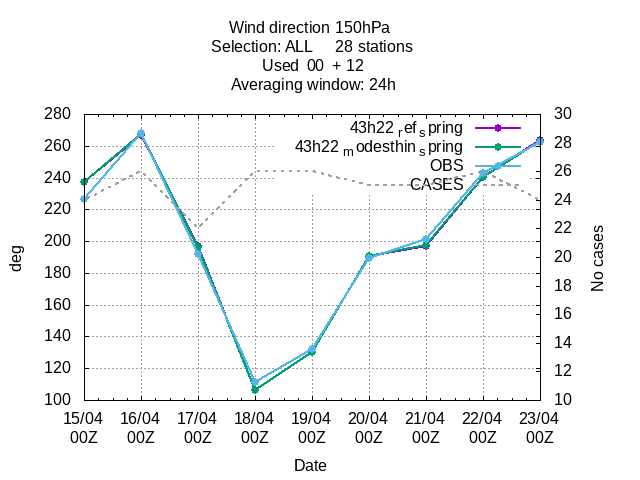 Wind direction 150hPa
Selection: ALL     28 stations
Used  00  + 12
Averaging window: 24h
280
260
240
220
200
180
160
140
120
100
30
28
26
24
22
20
18
16
14
12
10
43h22 refspring
43h22 modesthinspring
OBS
CASES
deg
No cases
15/04 16/04 17/04 18/04 19/04 20/04 21/04 22/04 23/04
00Z 00Z 00Z 00Z 00Z 00Z 00Z 00Z 00Z
Date